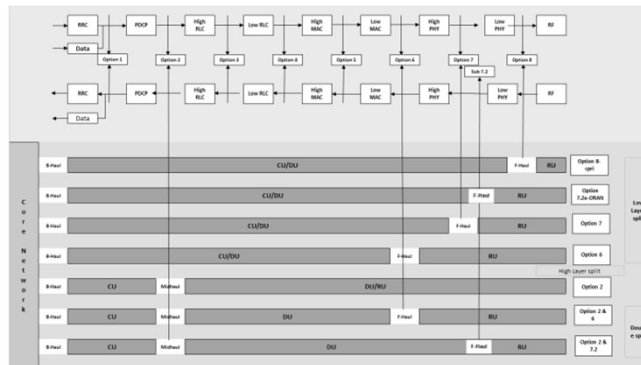 RRC PDCP High RLC Low RLC High MAC Low MAC High PHY Low PHY RF
Data
Option 1 Option 2 Option 3 Option 4 Option 5 Option 6 Option 7 Option 8
Sub 7.2
RRC PDCP High RLC Low RLC High MAC Low MAC High PHY Low PHY RF
Data
Core Network
B-Haul CU/DU F-Haul RU Option 8-
B-Haul CU/DU F-Haul RU Option 7.2x-ORAN
B-Haul CU/DU F-Haul RU Option 7
B-Haul CU/DU F-Haul RU Option 6
High Layer split
B-Haul CU Midhaul DU/RU Option 2
B-Haul CU Midhaul DU F-Haul RU Option 2 & 6
B-Haul CU Midhaul DU F-Haul RU Option 2 & 7.2